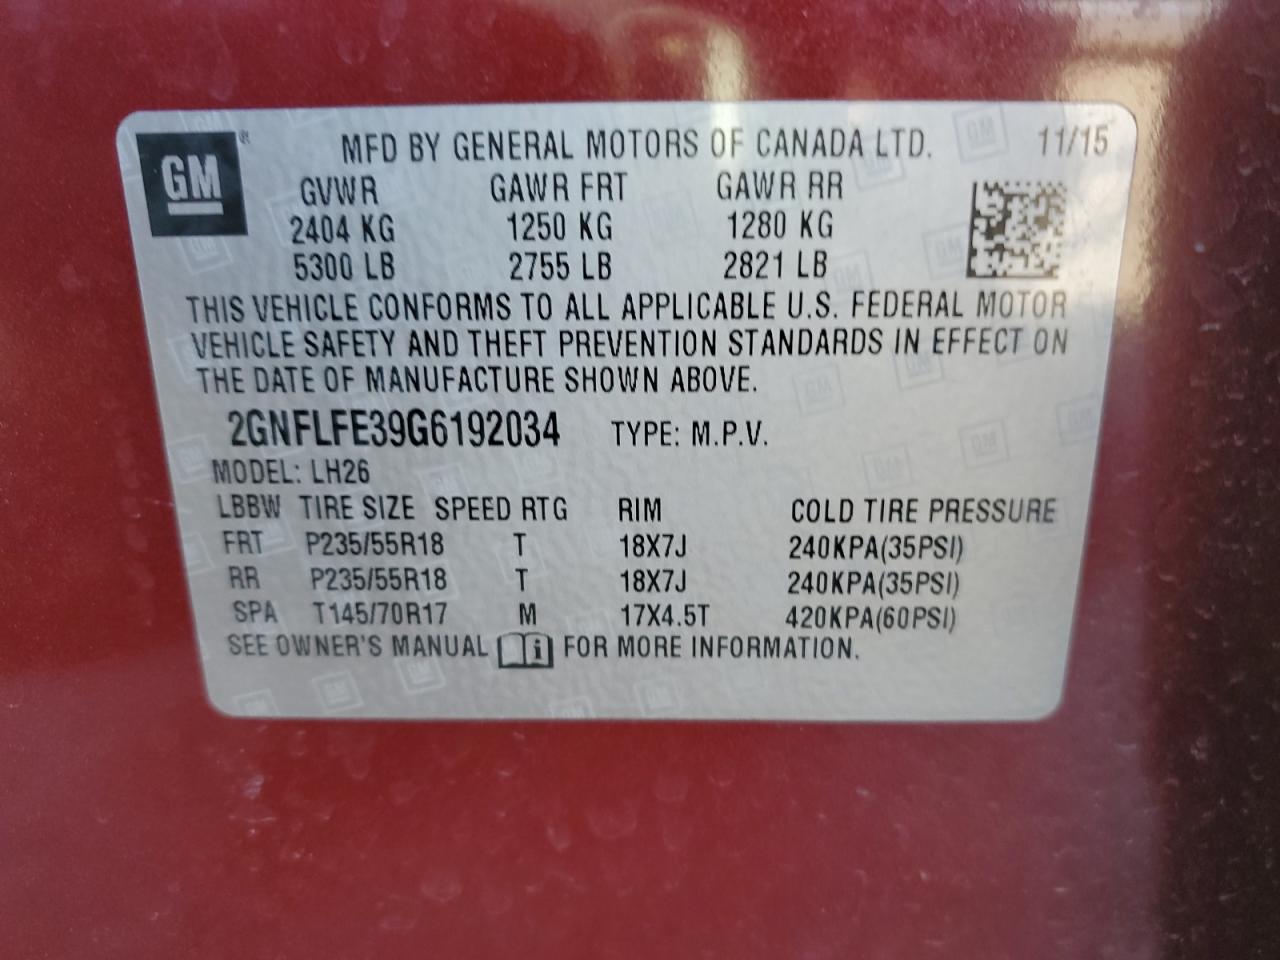 GM
MFD BY GENERAL MOTORS OF CANADA LTD. 11/15
GVWR GAWR FRT GAWR RR
2404 KG 1250 KG 1280 KG
5300 LB 2755 LB 2821 LB
THIS VEHICLE CONFORMS TO ALL APPLICABLE U.S. FEDERAL MOTOR
VEHICLE SAFETY AND THEFT PREVENTION STANDARDS IN EFFECT ON
THE DATE OF MANUFACTURE SHOWN ABOVE.
2GNFLFE39G6192034 TYPE: M.P.V.
MODEL: LH26
LBBW TIRE SIZE SPEED RTG RIM COLD TIRE PRESSURE
FRT P235/55R18 T 18X7J 240KPA(35PSI)
RR P235/55R18 T 18X7J 240KPA(35PSI)
SPA T145/70R17 M 17X4.5T 420KPA(60PSI)
SEE OWNER'S MANUAL i FOR MORE INFORMATION.